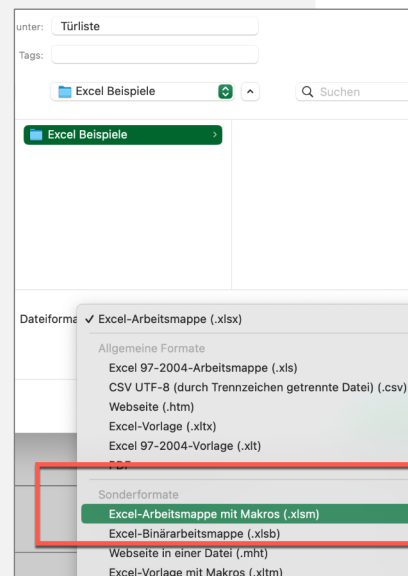 unter: Türliste
Tags:
Excel Beispiele
Suchen
Excel Beispiele
Dateiforma ✓ Excel-Arbeitsmappe (.xlsx)
Allgemeine Formate
Excel 97-2004-Arbeitsmappe (.xls)
CSV UTF-8 (durch Trennzeichen getrennte Datei) (.csv)
Webseite (.htm)
Excel-Vorlage (.xltx)
Excel 97-2004-Vorlage (.xlt)
PDF
Sonderformate
Excel-Arbeitsmappe mit Makros (.xlsm)
Excel-Binärarbeitsmappe (.xlsb)
Webseite in einer Datei (.mht)
Excel-Vorlage mit Makros (.xltm)